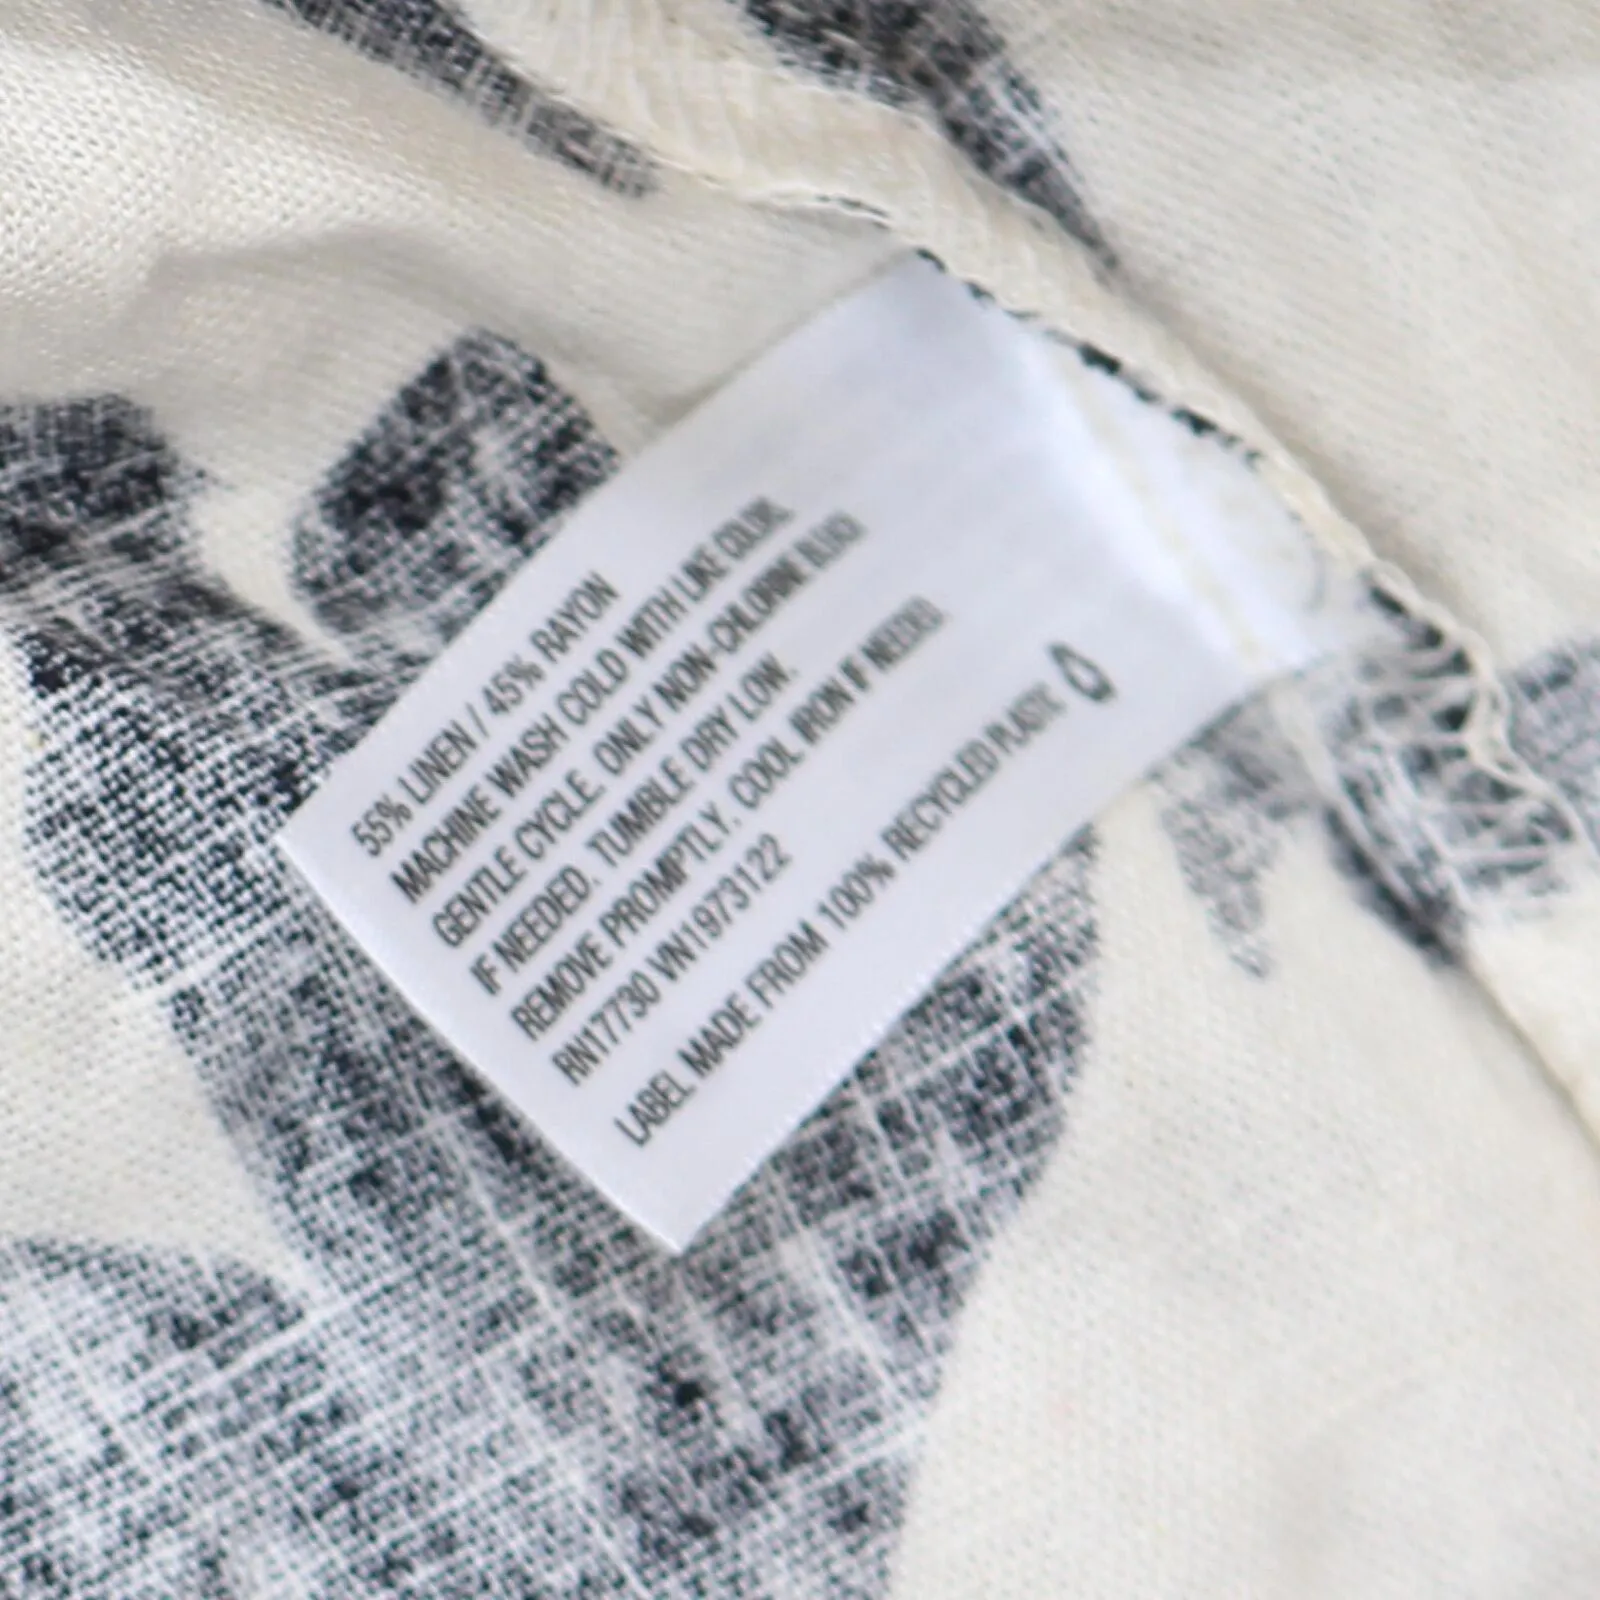 55% LINEN / 45% RAYON
MACHINE WASH COLD WITH LIKE COLOR.
GENTLE CYCLE. ONLY NON-CHLORINE BLEACH
IF NEEDED. TUMBLE DRY LOW.
REMOVE PROMPTLY. COOL IRON IF NEEDED.
RN17730 VN1973122
LABEL MADE FROM 100% RECYCLED PLASTIC